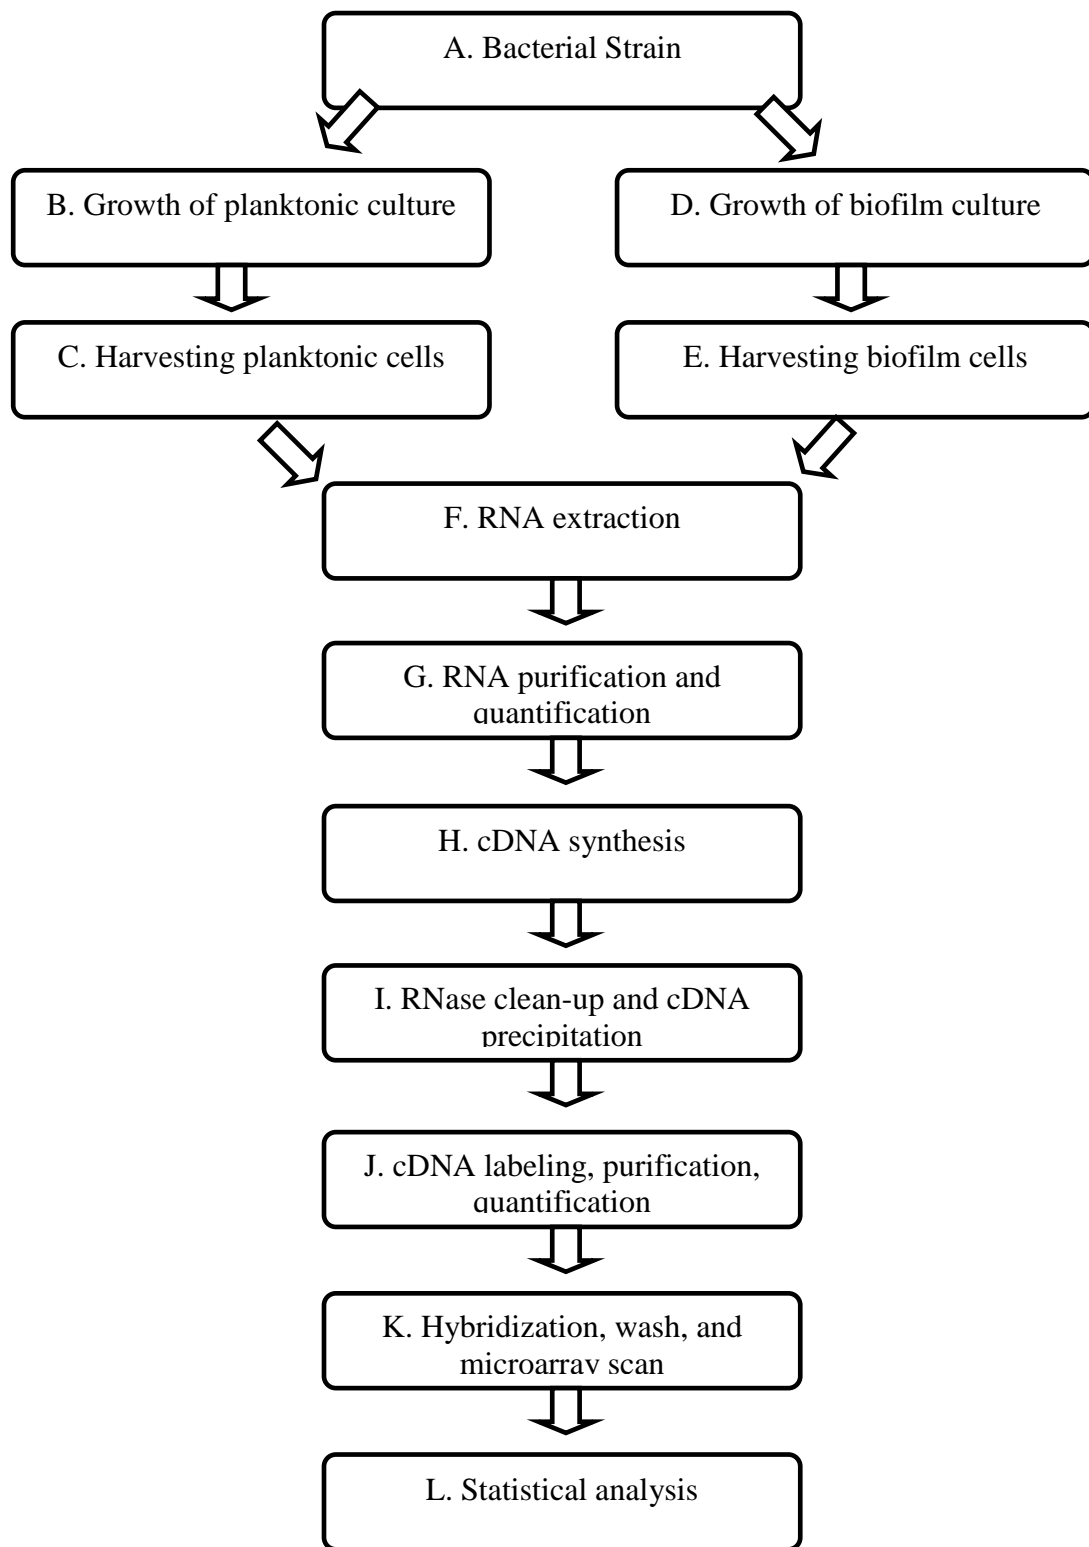 A. Bacterial Strain
B. Growth of planktonic culture
D. Growth of biofilm culture
C. Harvesting planktonic cells
E. Harvesting biofilm cells
F. RNA extraction
G. RNA purification and
quantification
H. cDNA synthesis
I. RNase clean-up and cDNA
precipitation
J. cDNA labeling, purification,
quantification
K. Hybridization, wash, and
microarray scan
L. Statistical analysis